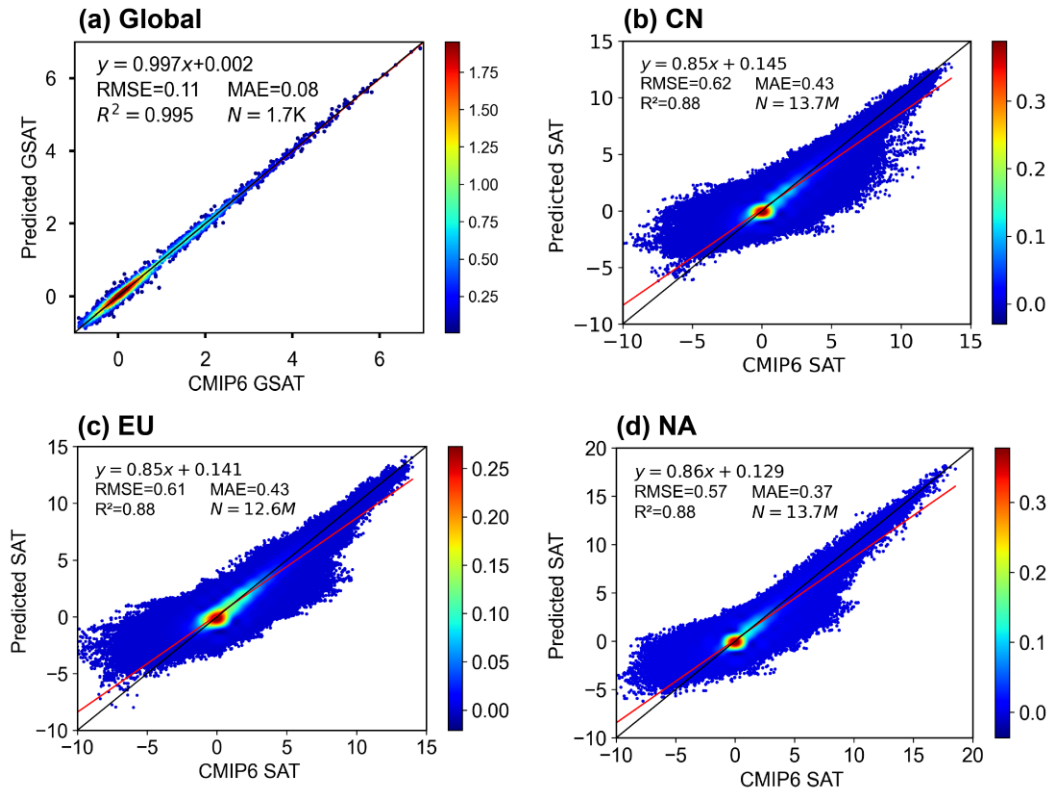 (a) Global
y = 0.997x+0.002
RMSE=0.11 MAE=0.08
R² = 0.995 N = 1.7K
6
4
2
0
0 2 4 6
Predicted GSAT
CMIP6 GSAT
1.75
1.50
1.25
1.00
0.75
0.50
0.25
(b) CN
y = 0.85x + 0.145
RMSE=0.62 MAE=0.43
R²=0.88 N = 13.7M
15
10
5
0
−5
−10
−10 −5 0 5 10 15
Predicted SAT
CMIP6 SAT
0.3
0.2
0.1
0.0
(c) EU
y = 0.85x + 0.141
RMSE=0.61 MAE=0.43
R²=0.88 N = 12.6M
15
10
5
0
−5
−10
−10 −5 0 5 10 15
Predicted SAT
CMIP6 SAT
0.25
0.20
0.15
0.10
0.05
0.00
(d) NA
y = 0.86x + 0.129
RMSE=0.57 MAE=0.37
R²=0.88 N = 13.7M
20
15
10
5
0
−5
−10
−10 −5 0 5 10 15 20
Predicted SAT
CMIP6 SAT
0.3
0.2
0.1
0.0